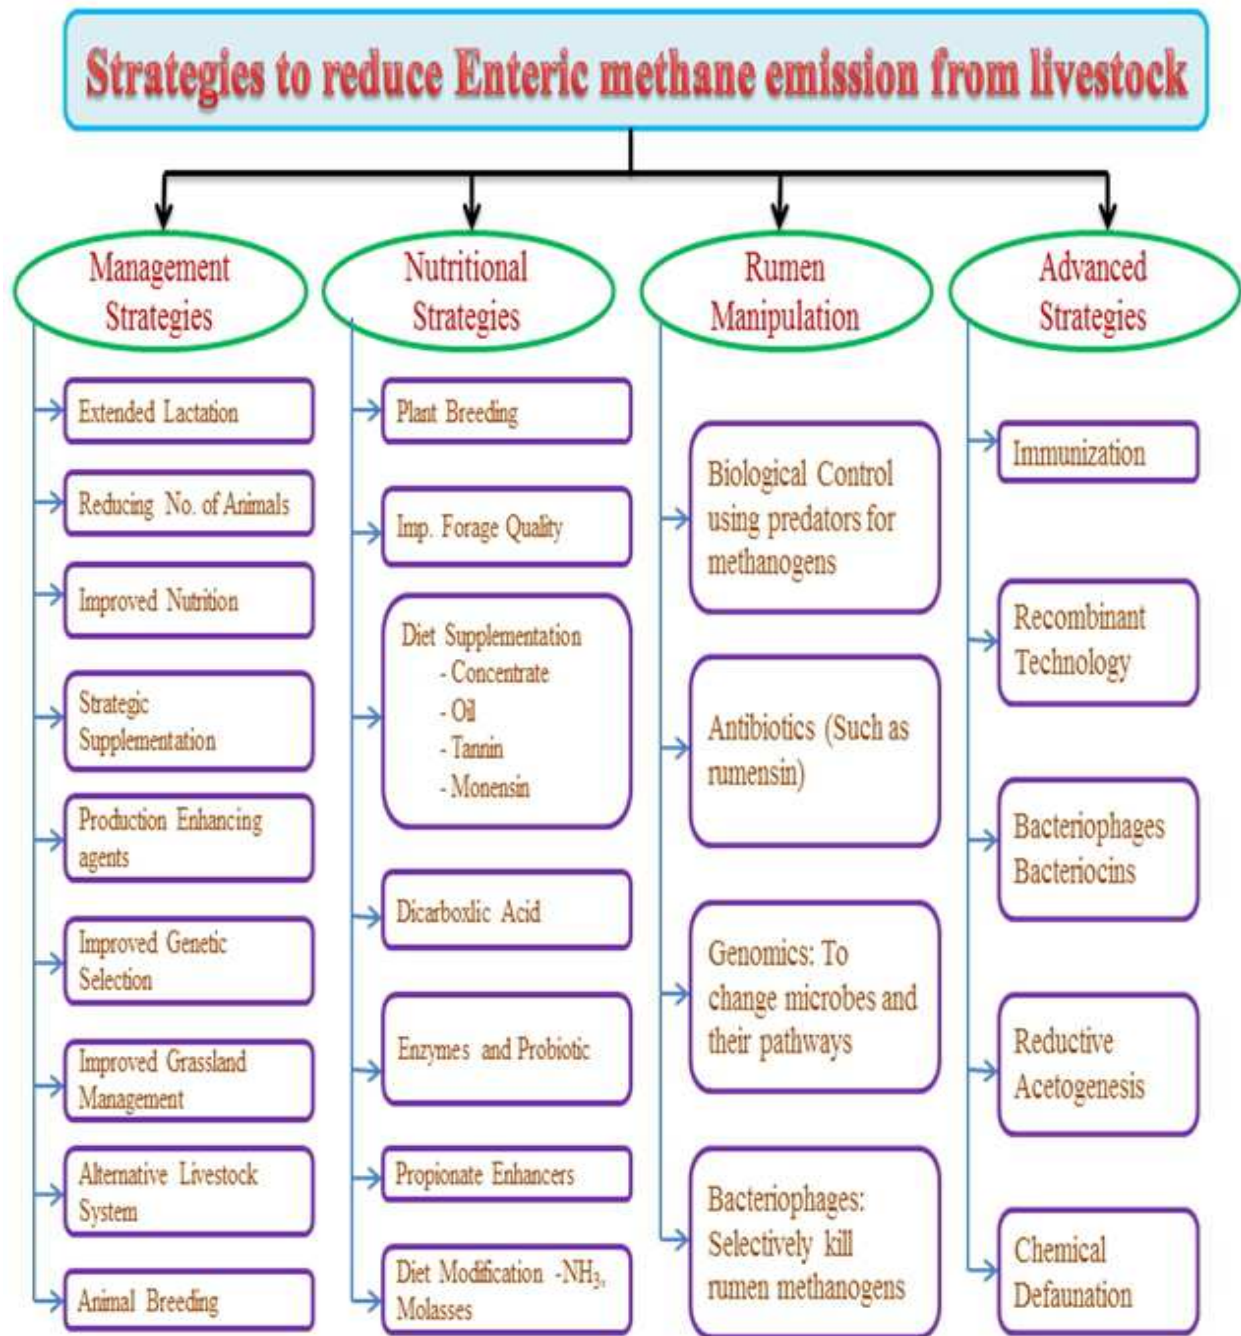 Strategies to reduce Enteric methane emission from livestock
Management
Strategies
Extended Lactation
Reducing No. of Animals
Improved Nutrition
Strategic
Supplementation
Production Enhancing
agents
Improved Genetic
Selection
Improved Grassland
Management
Alternative Livestock
System
Animal Breeding
Nutritional
Strategies
Plant Breeding
Imp. Forage Quality
Diet Supplementation
- Concentrate
- Oil
- Tannin
- Monensin
Dicarboxlic Acid
Enzymes and Probiotic
Propionate Enhancers
Diet Modification -NH₃,
Molasses
Rumen
Manipulation
Biological Control
using predators for
methanogens
Antibiotics (Such as
rumensin)
Genomics: To
change microbes and
their pathways
Bacteriophages:
Selectively kill
rumen methanogens
Advanced
Strategies
Immunization
Recombinant
Technology
Bacteriophages
Bacteriocins
Reductive
Acetogenesis
Chemical
Defaunation